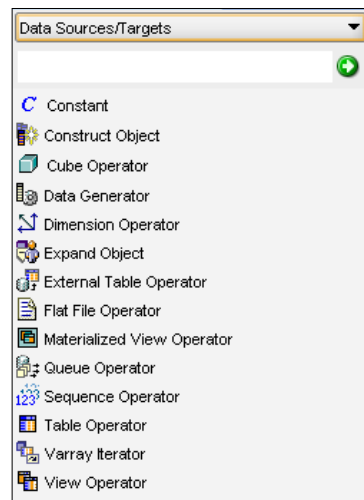 Data Sources/Targets
C Constant
Construct Object
Cube Operator
Data Generator
Dimension Operator
Expand Object
External Table Operator
Flat File Operator
Materialized View Operator
Queue Operator
123 Sequence Operator
Table Operator
Varray Iterator
View Operator